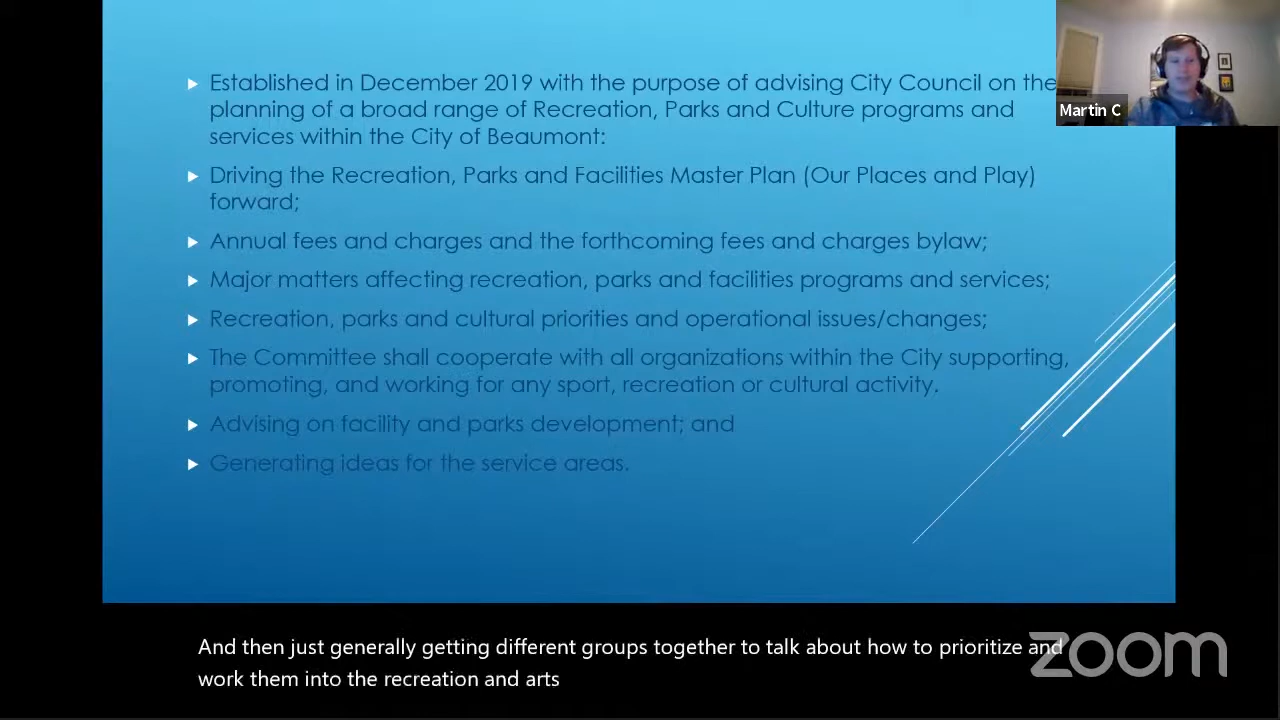 Established in December 2019 with the purpose of advising City Council on the
planning of a broad range of Recreation, Parks and Culture programs and
services within the City of Beaumont:
Driving the Recreation, Parks and Facilities Master Plan (Our Places and Play)
forward;
Annual fees and charges and the forthcoming fees and charges bylaw;
Major matters affecting recreation, parks and facilities programs and services;
Recreation, parks and cultural priorities and operational issues/changes;
The Committee shall cooperate with all organizations within the City supporting,
promoting, and working for any sport, recreation or cultural activity.
Advising on facility and parks development; and
Generating ideas for the service areas.
Martin C
And then just generally getting different groups together to talk about how to prioritize and
work them into the recreation and arts
zoom